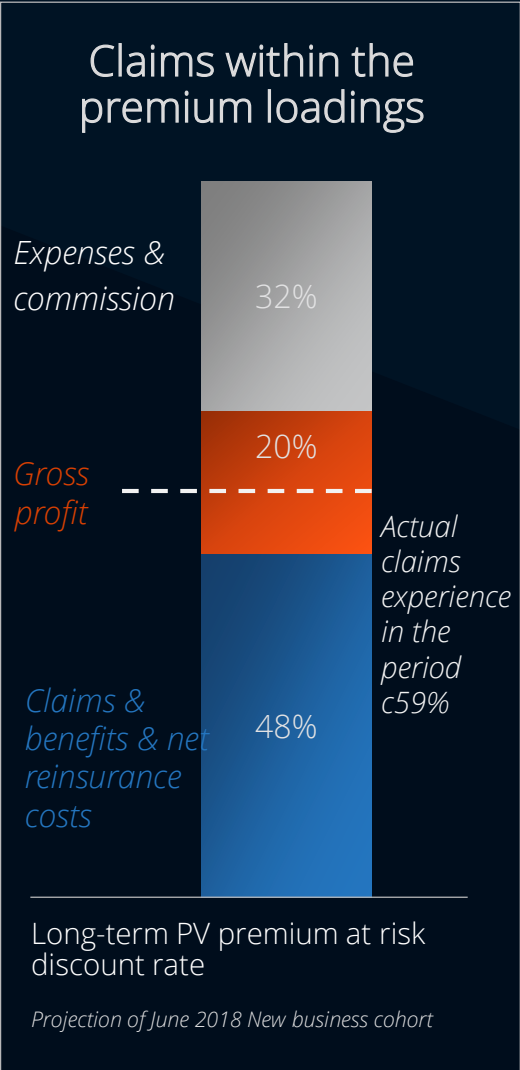 Claims within the
premium loadings
Expenses &
commission
32%
20%
Gross
profit
Actual
claims
experience
in the
period
c59%
Claims &
benefits & net
reinsurance
costs
48%
Long-term PV premium at risk
discount rate
Projection of June 2018 New business cohort